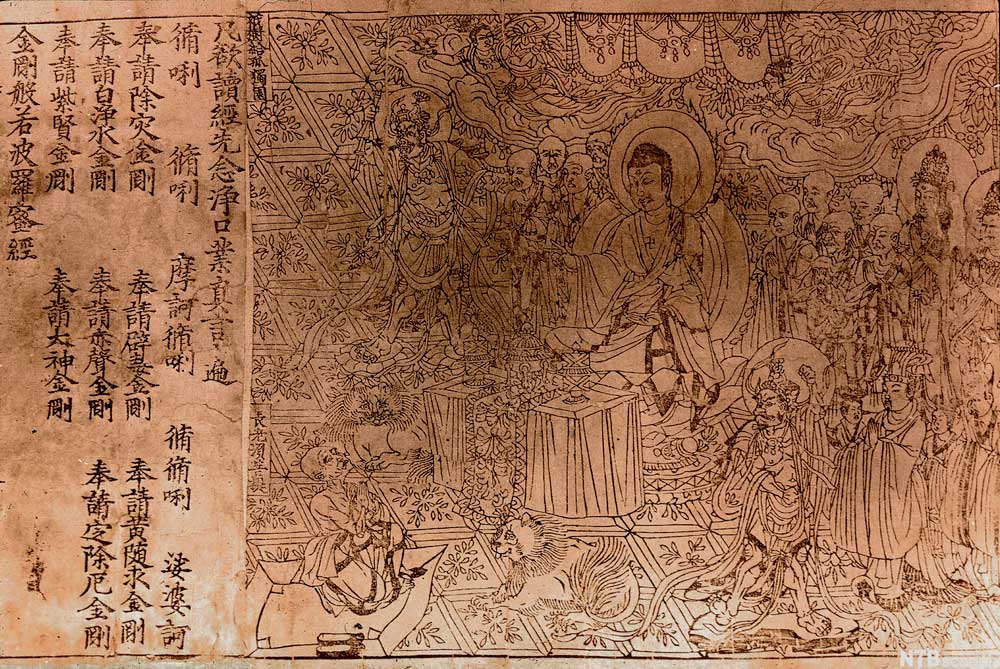 祇樹給孤獨園
長老須菩提
凡欲讀經先念淨口業真言一遍
脩唎 脩唎 摩訶脩唎 脩脩唎 娑婆訶
奉請除灾金剛 奉請辟毒金剛 奉請黃隨求金剛
奉請白淨水金剛 奉請赤聲金剛 奉請定除厄金剛
奉請紫賢金剛 奉請大神金剛
金剛般若波羅蜜經